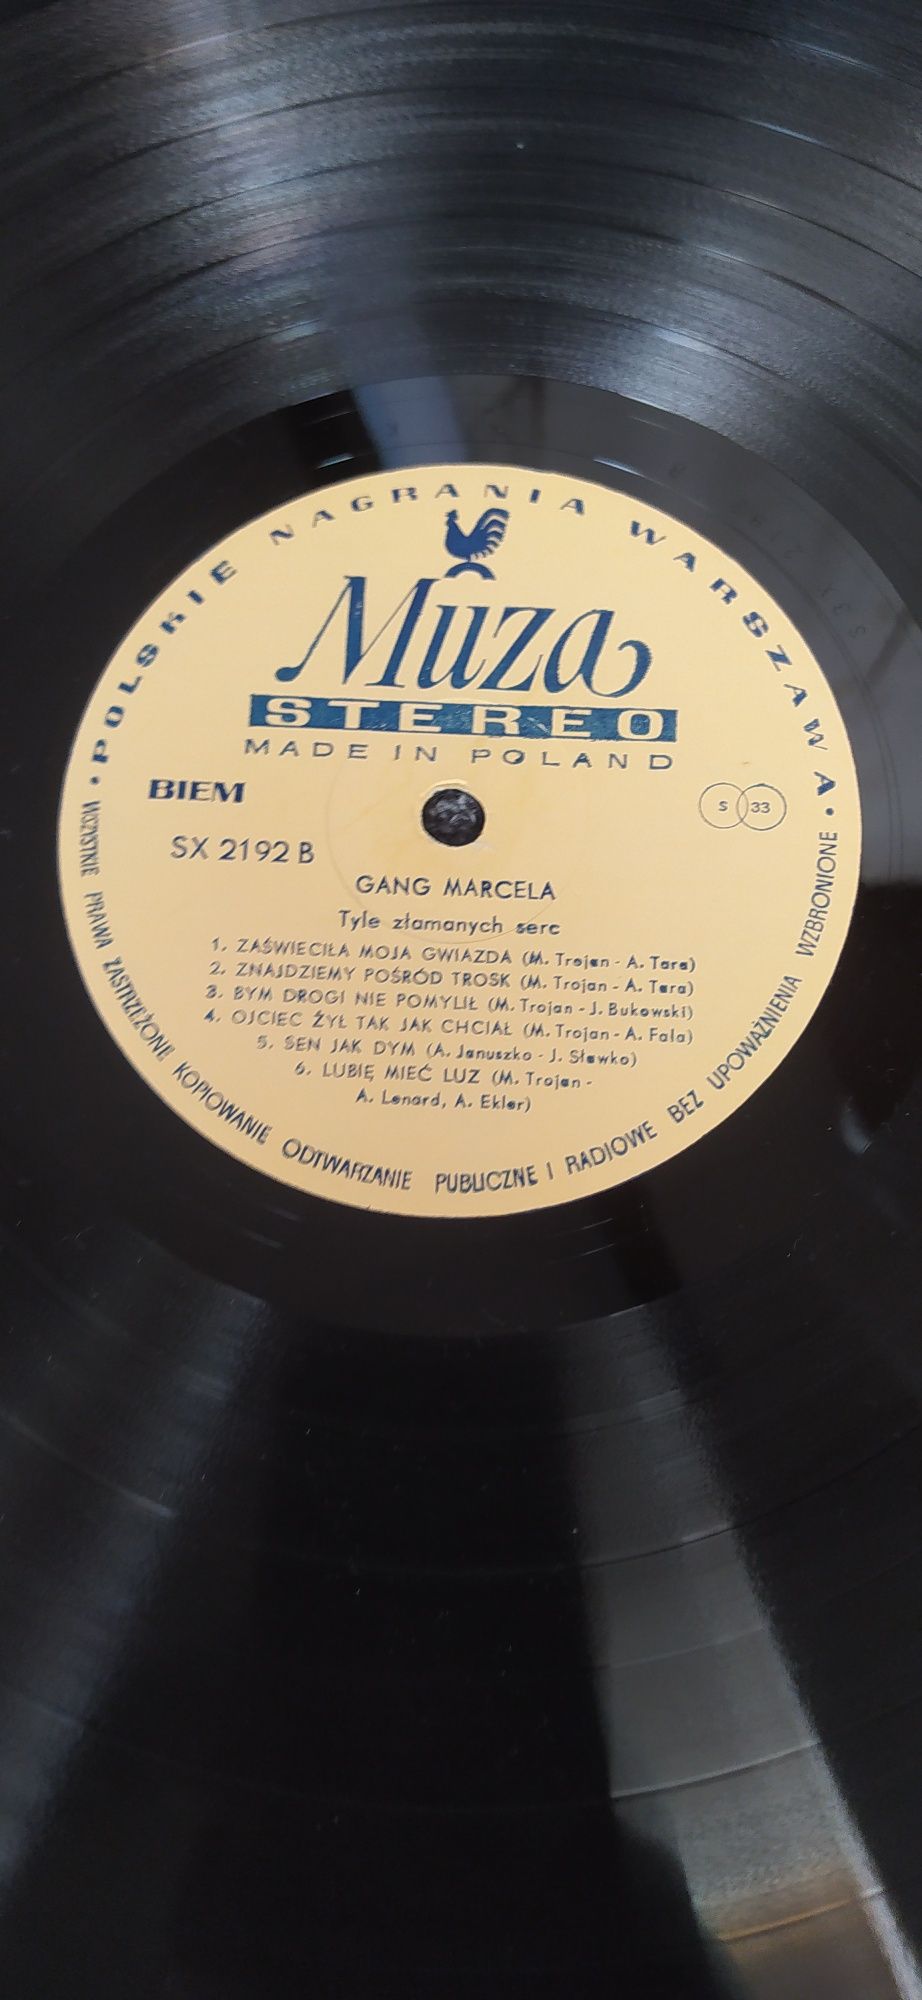 POLSKIE NAGRANIA WARSZAWA
Muza
STEREO
MADE IN POLAND
BIEM
S 33
SX 2192 B
GANG MARCELA
Tyle złamanych serc
1. ZAŚWIECIŁA MOJA GWIAZDA (M. Trojan - A. Tara)
2. ZNAJDZIEMY POŚRÓD TROSK (M. Trojan - A. Tara)
3. BYM DROGI NIE POMYLIŁ (M. Trojan - J. Bukowski)
4. OJCIEC ŻYŁ TAK JAK CHCIAŁ (M. Trojan - A. Fala)
5. SEN JAK DYM (A. Januszko - J. Sławko)
6. LUBIĘ MIEĆ LUZ (M. Trojan -
A. Lenard, A. Ekler)
WSZYSTKIE PRAWA ZASTRZEŻONE KOPIOWANIE ODTWARZANIE PUBLICZNE I RADIOWE BEZ UPOWAŻNIENIA WZBRONIONE